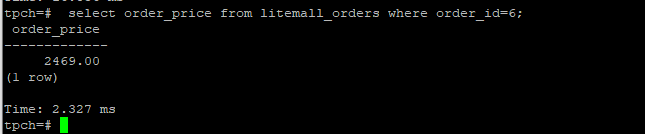 tpch=#  select order_price from litemall_orders where order_id=6;
 order_price
-------------
     2469.00
(1 row)

Time: 2.327 ms
tpch=#